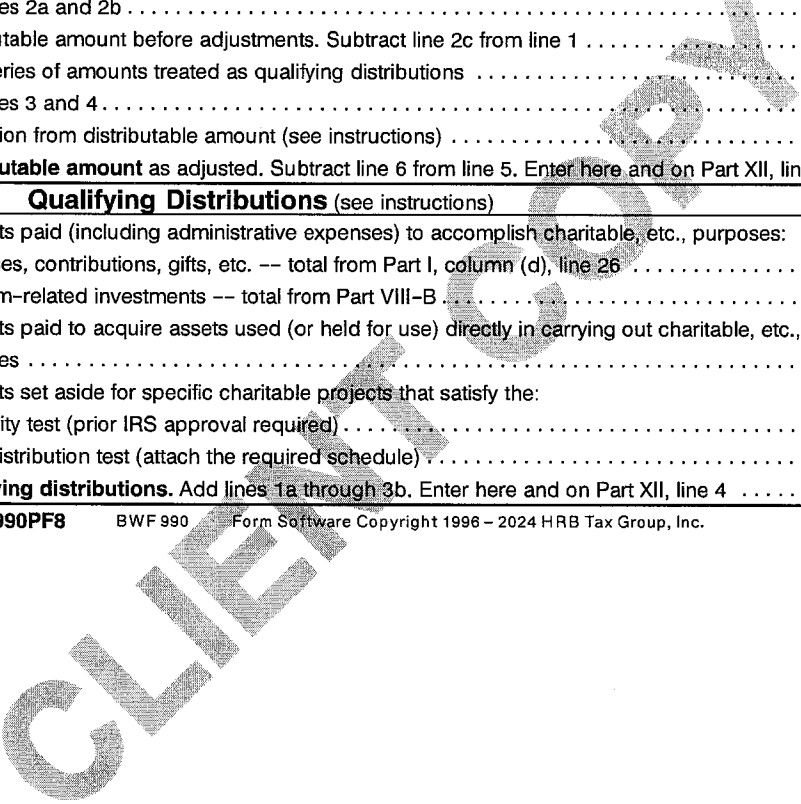 es 2a and 2b
table amount before adjustments. Subtract line 2c from line 1
eries of amounts treated as qualifying distributions
es 3 and 4
ion from distributable amount (see instructions)
utable amount as adjusted. Subtract line 6 from line 5. Enter here and on Part XII, lin
Qualifying Distributions (see instructions)
ts paid (including administrative expenses) to accomplish charitable, etc., purposes:
es, contributions, gifts, etc. -- total from Part I, column (d), line 26
m-related investments -- total from Part VIII-B
ts paid to acquire assets used (or held for use) directly in carrying out charitable, etc.,
es
ts set aside for specific charitable projects that satisfy the:
ity test (prior IRS approval required)
istribution test (attach the required schedule)
ying distributions. Add lines 1a through 3b. Enter here and on Part XII, line 4
990PF8 BWF 990 Form Software Copyright 1996 – 2024 HRB Tax Group, Inc.
CLIENT COPY